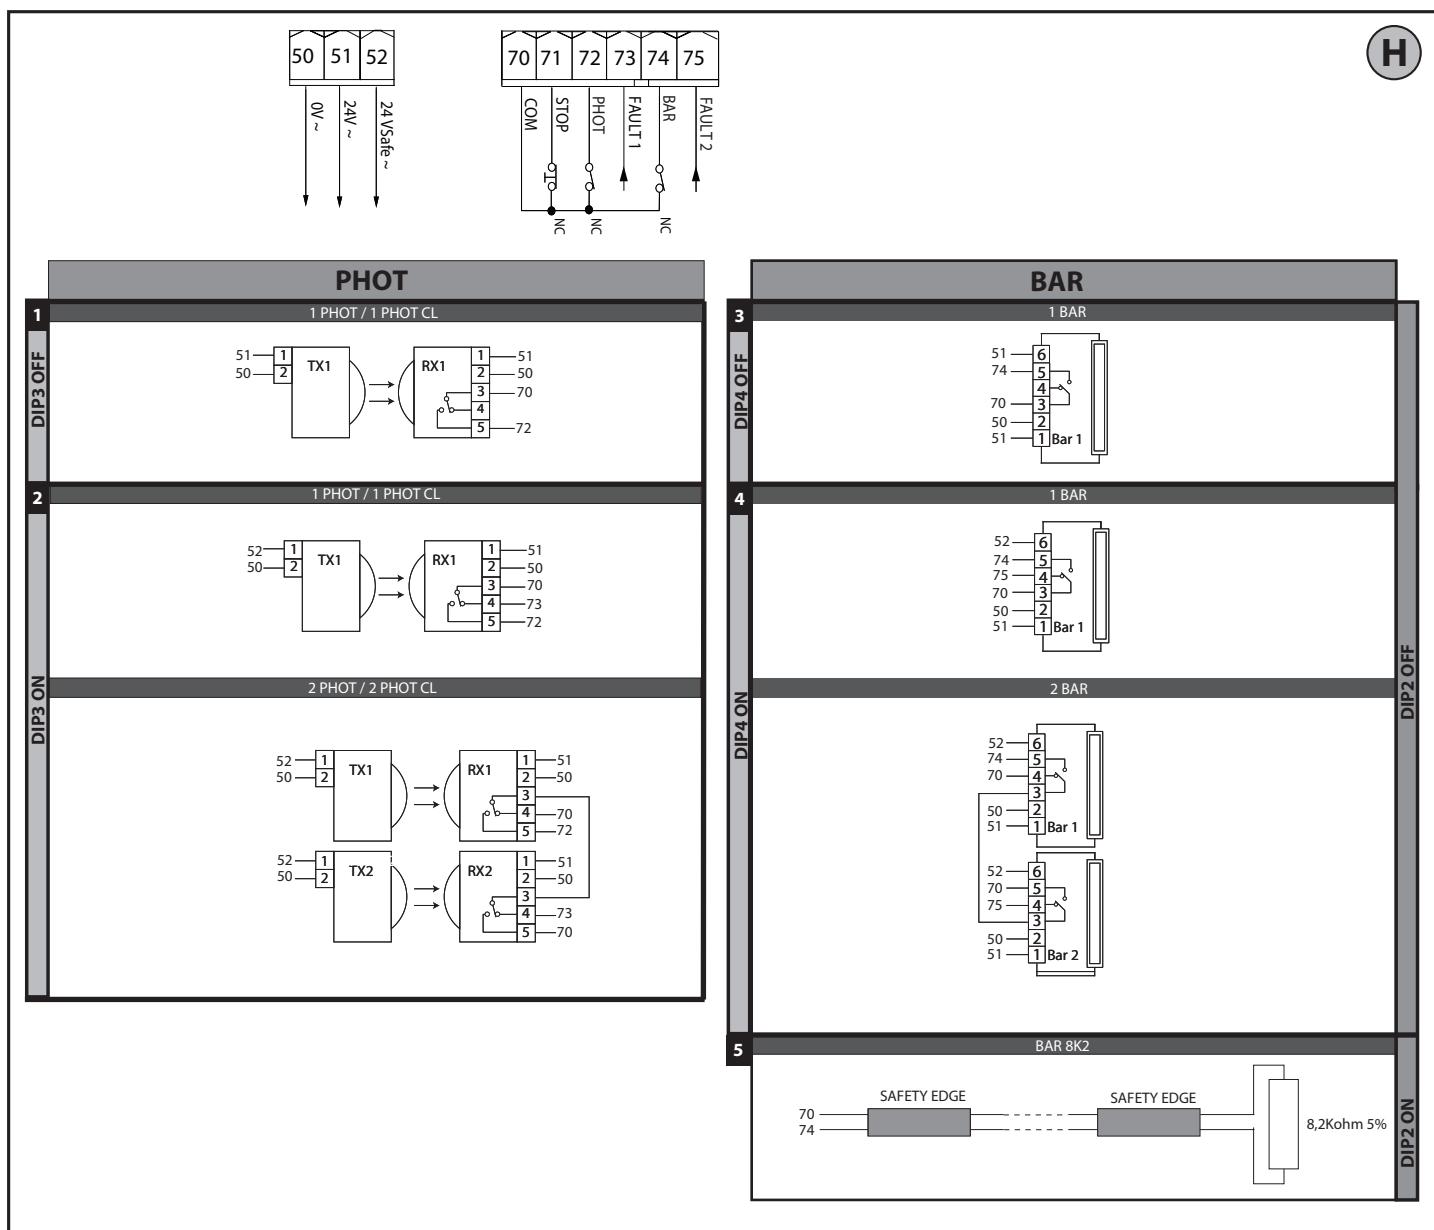 H
50 51 52
0V ~
24V ~
24 VSafe ~
70 71 72 73 74 75
COM
STOP
PHOT
FAULT 1
BAR
FAULT 2
NC
NC
NC
PHOT
1
1 PHOT / 1 PHOT CL
DIP3 OFF
51 1 TX1 RX1 1 51
50 2 2 50
3 70
4
5 72
2
1 PHOT / 1 PHOT CL
DIP3 ON
52 1 TX1 RX1 1 51
50 2 2 50
3 70
4 73
5 72
2 PHOT / 2 PHOT CL
52 1 TX1 RX1 1 51
50 2 2 50
3
4 70
5 72
52 1 TX2 RX2 1 51
50 2 2 50
3
4 73
5 70
BAR
3
1 BAR
DIP4 OFF
DIP2 OFF
51 6
74 5
4
70 3
50 2
51 1 Bar 1
4
1 BAR
DIP4 ON
52 6
74 5
75 4
70 3
50 2
51 1 Bar 1
2 BAR
52 6
74 5
70 4
3
50 2
51 1 Bar 1
52 6
70 5
75 4
3
50 2
51 1 Bar 2
5
BAR 8K2
DIP2 ON
SAFETY EDGE SAFETY EDGE
70
74
8,2Kohm 5%